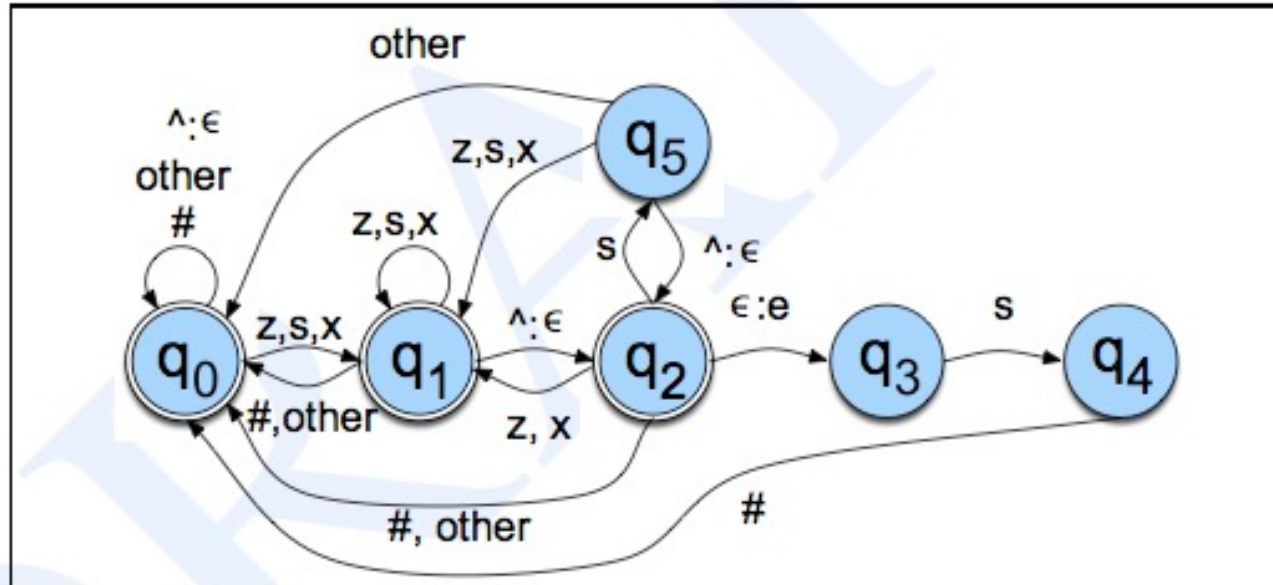 other
^:ϵ
other
#
z,s,x
q5
z,s,x
s
^:ϵ
ϵ:e
s
z,s,x
^:ϵ
q0
q1
q2
q3
q4
#,other
z, x
#, other
#